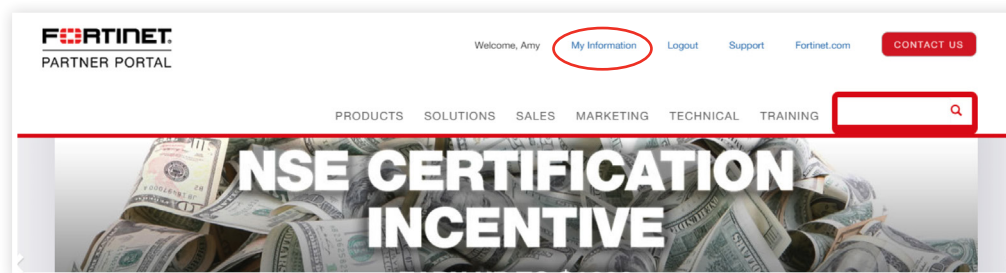 FORTINET
PARTNER PORTAL
Welcome, Amy My Information Logout Support Fortinet.com CONTACT US
PRODUCTS SOLUTIONS SALES MARKETING TECHNICAL TRAINING
NSE CERTIFICATION
INCENTIVE